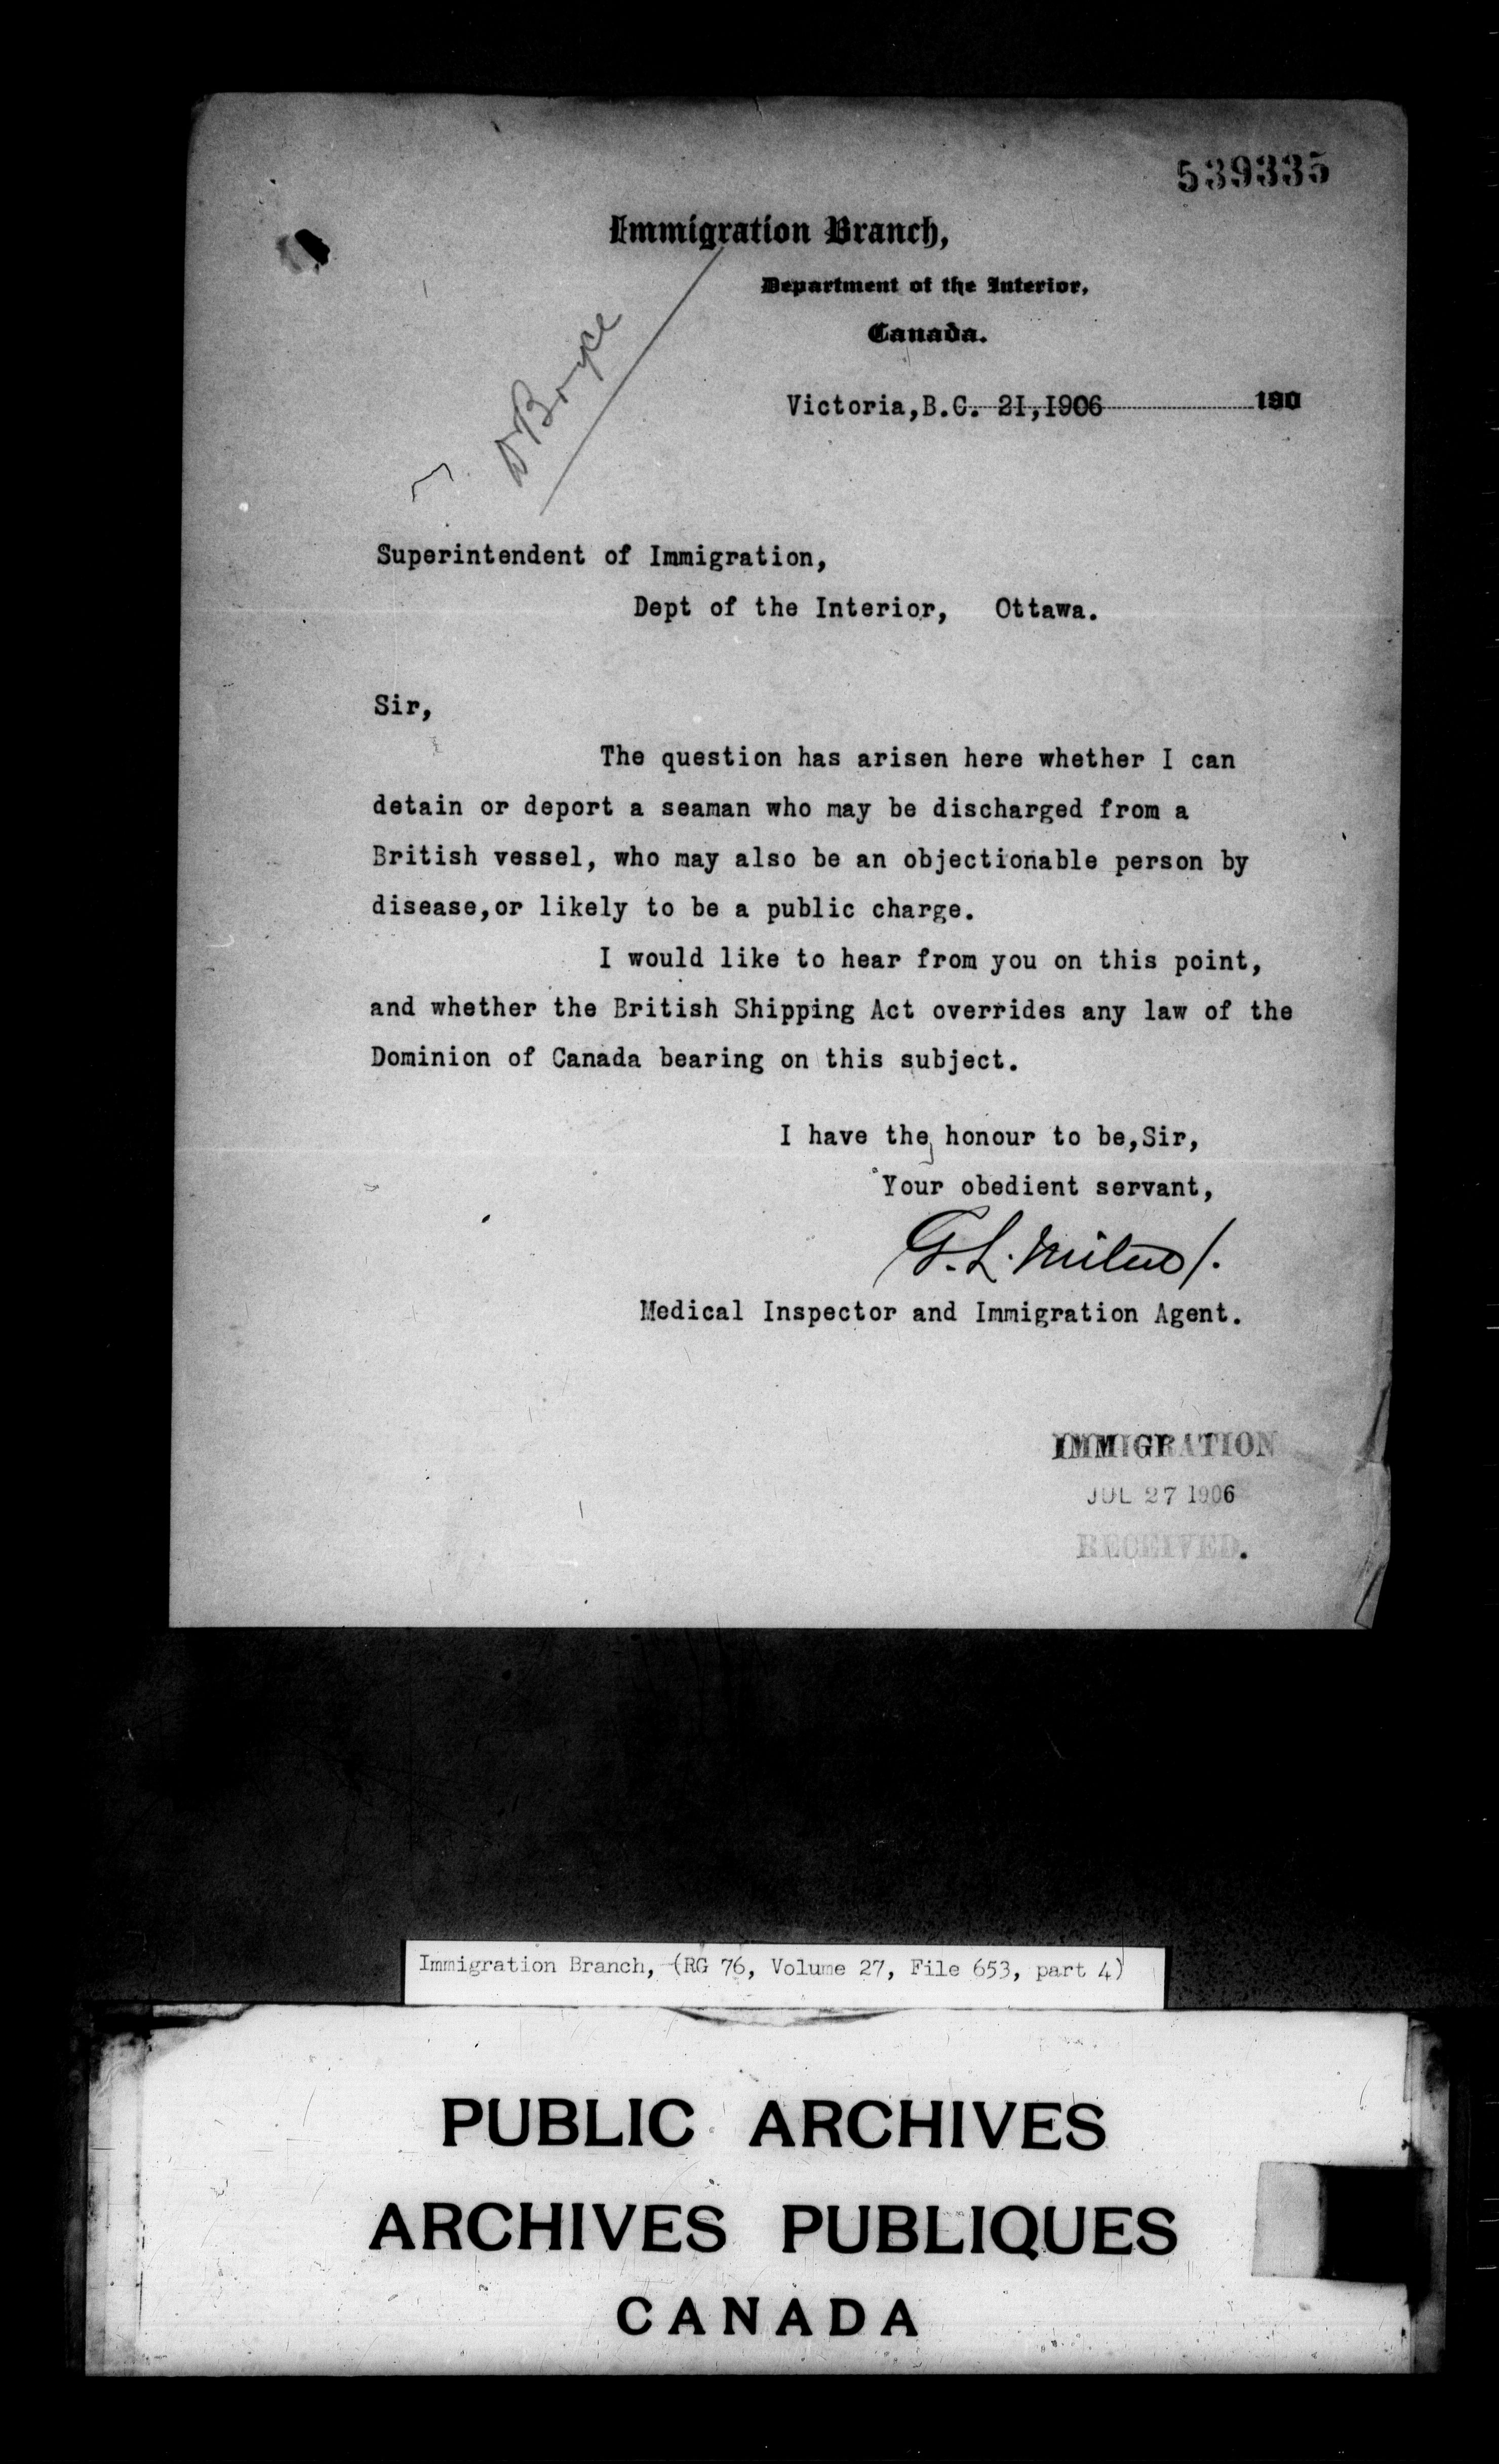 539335
Immigration Branch,
Department of the Interior,
Canada.
D Bryce
Victoria,B.C. 21,1906 190
Superintendent of Immigration,
Dept of the Interior, Ottawa.
Sir,
The question has arisen here whether I can
detain or deport a seaman who may be discharged from a
British vessel, who may also be an objectionable person by
disease,or likely to be a public charge.
I would like to hear from you on this point,
and whether the British Shipping Act overrides any law of the
Dominion of Canada bearing on this subject.
I have the honour to be,Sir,
Your obedient servant,
G. L. Milne
Medical Inspector and Immigration Agent.
IMMIGRATION
JUL 27 1906
RECEIVED.
Immigration Branch, (RG 76, Volume 27, File 653, part 4)
PUBLIC ARCHIVES
ARCHIVES PUBLIQUES
CANADA